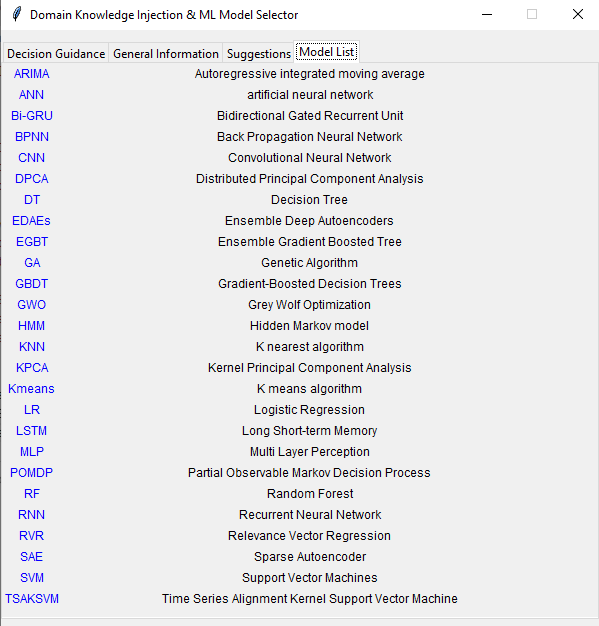 Domain Knowledge Injection & ML Model Selector
Decision Guidance General Information Suggestions Model List
ARIMA Autoregressive integrated moving average
ANN artificial neural network
Bi-GRU Bidirectional Gated Recurrent Unit
BPNN Back Propagation Neural Network
CNN Convolutional Neural Network
DPCA Distributed Principal Component Analysis
DT Decision Tree
EDAEs Ensemble Deep Autoencoders
EGBT Ensemble Gradient Boosted Tree
GA Genetic Algorithm
GBDT Gradient-Boosted Decision Trees
GWO Grey Wolf Optimization
HMM Hidden Markov model
KNN K nearest algorithm
KPCA Kernel Principal Component Analysis
Kmeans K means algorithm
LR Logistic Regression
LSTM Long Short-term Memory
MLP Multi Layer Perception
POMDP Partial Observable Markov Decision Process
RF Random Forest
RNN Recurrent Neural Network
RVR Relevance Vector Regression
SAE Sparse Autoencoder
SVM Support Vector Machines
TSAKSVM Time Series Alignment Kernel Support Vector Machine